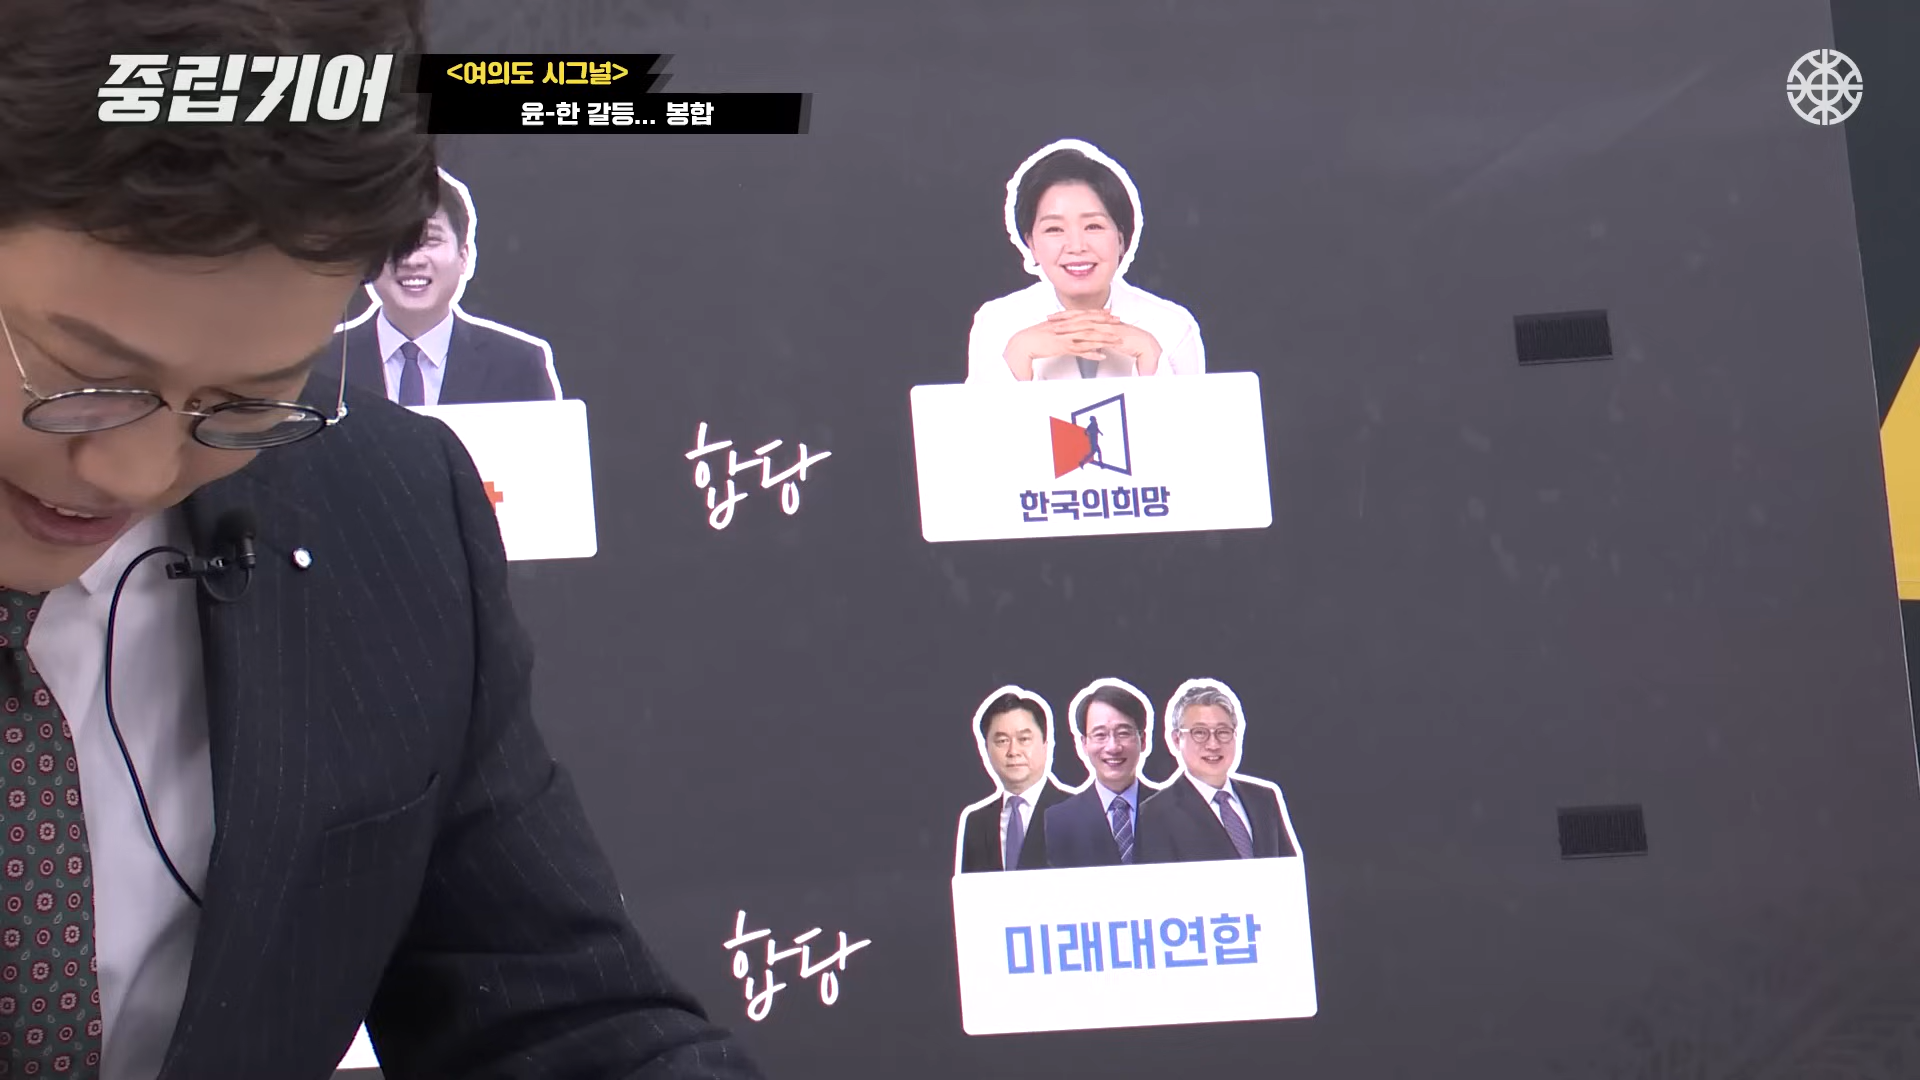 중립기어
<여의도 시그널>
윤-한 갈등... 봉합
합당
한국의희망
합당
미래대연합